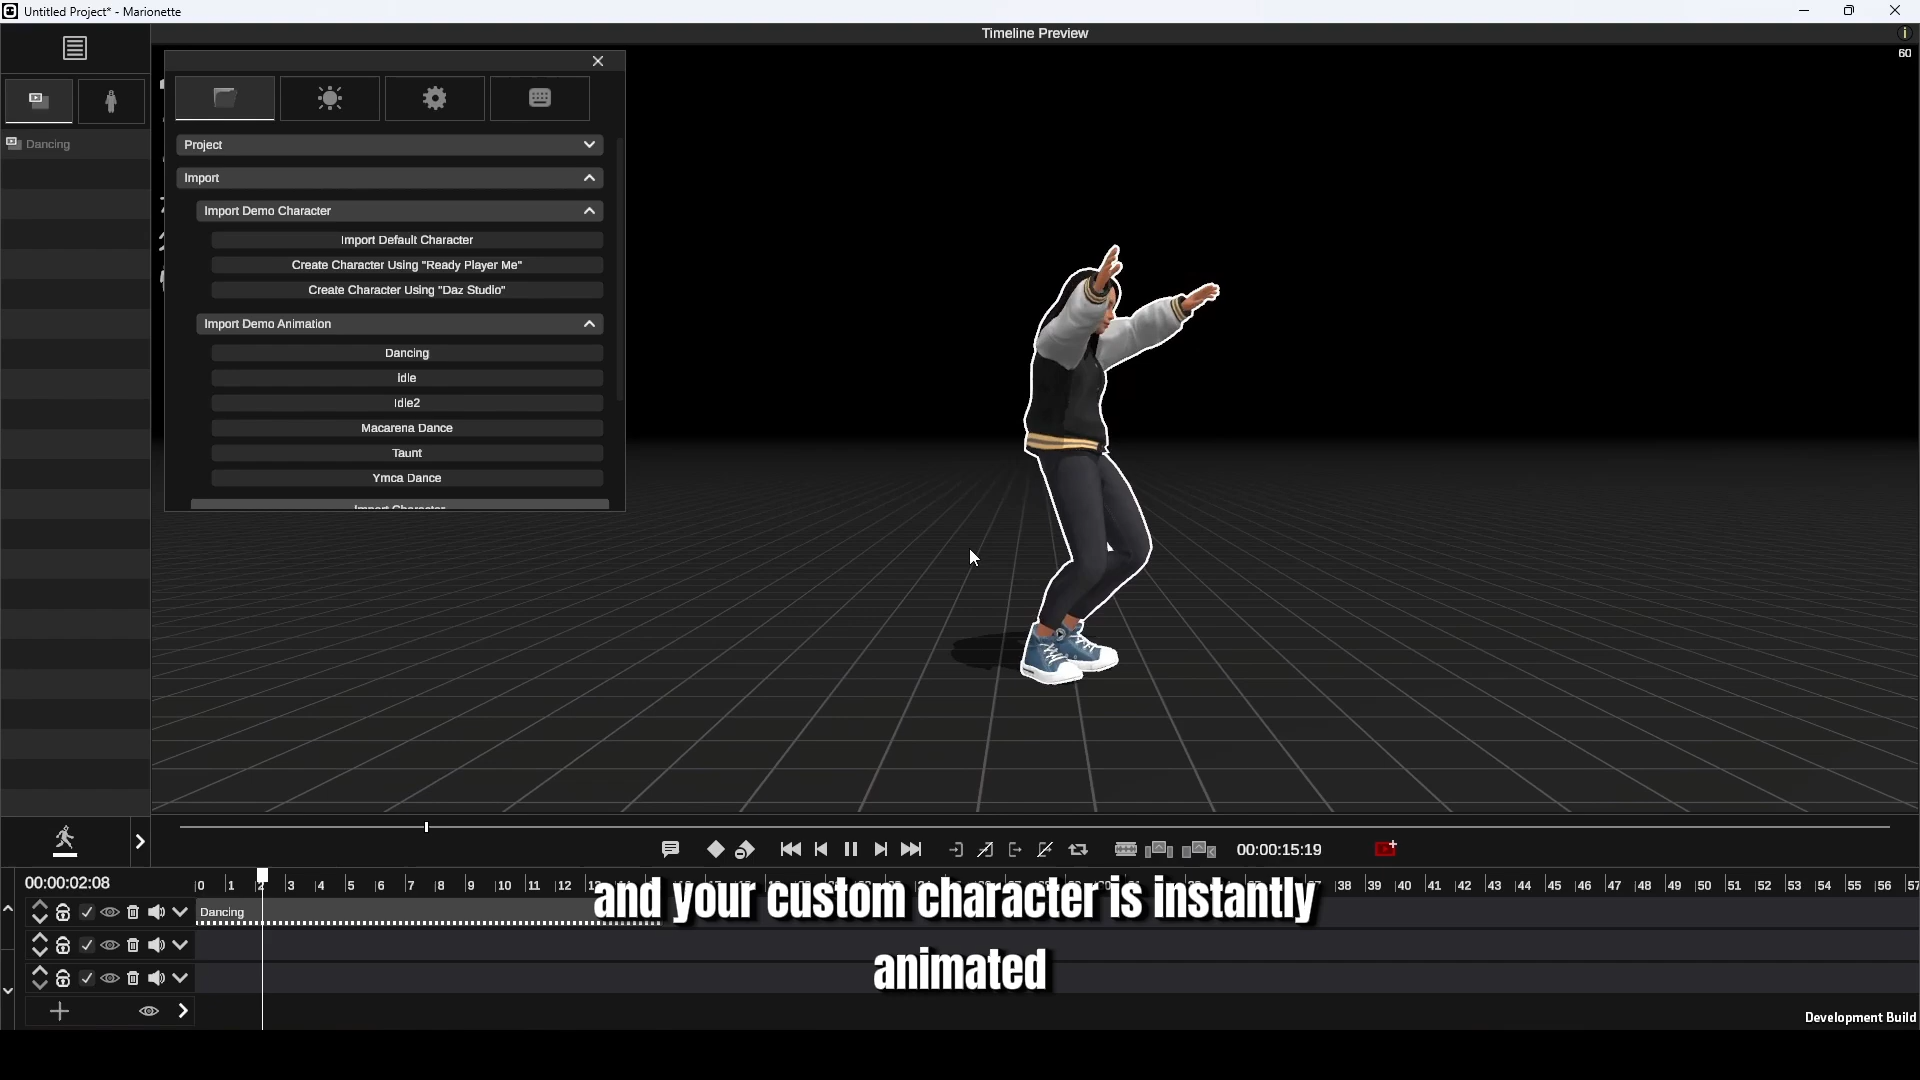 Untitled Project* - Marionette
Timeline Preview
i
60
Dancing
Project
Import
Import Demo Character
Import Default Character
Create Character Using "Ready Player Me"
Create Character Using "Daz Studio"
Import Demo Animation
Dancing
idle
Idle2
Macarena Dance
Taunt
Ymca Dance
Import Character
00:00:15:19
00:00:02:08
0 1 2 3 4 5 6 7 8 9 10 11 12 38 39 40 41 42 43 44 45 46 47 48 49 50 51 52 53 54 55 56 57
Dancing
and your custom character is instantly
animated
Development Build